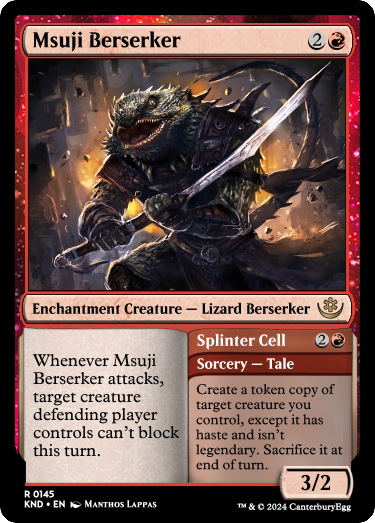 Msuji Berserker 2
Enchantment Creature — Lizard Berserker
Whenever Msuji
Berserker attacks,
target creature
defending player
controls can't block
this turn.
Splinter Cell 2
Sorcery — Tale
Create a token copy of
target creature you
control, except it has
haste and isn't
legendary. Sacrifice it at
end of turn.
3/2
R 0145
KND • EN Manthos Lappas
™ & © 2024 CanterburyEgg